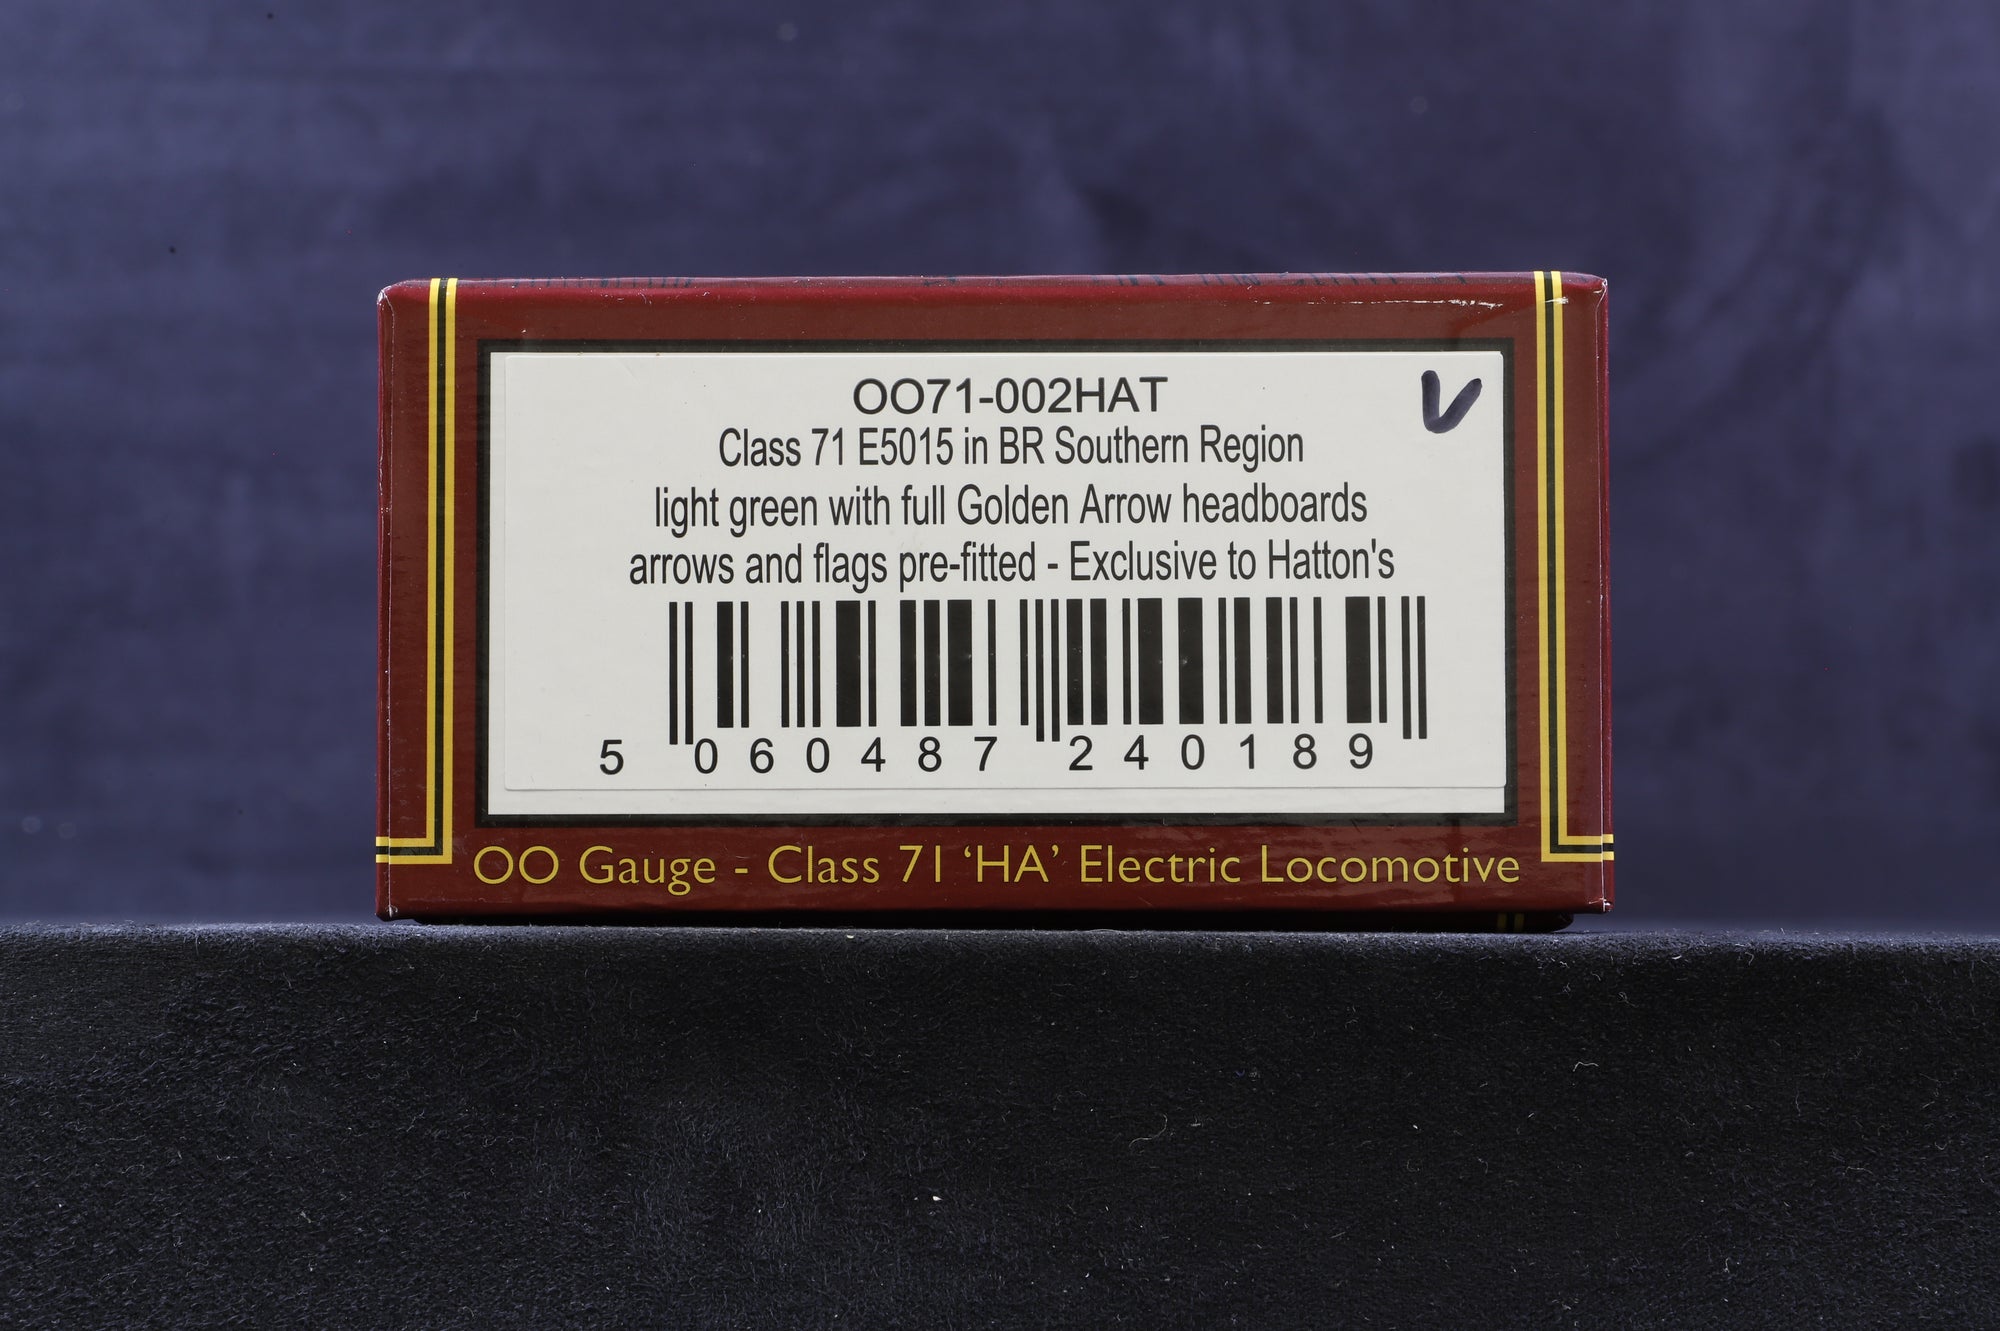 OO71-002HAT
V
Class 71 E5015 in BR Southern Region
light green with full Golden Arrow headboards
arrows and flags pre-fitted - Exclusive to Hatton's
5 060487 240189
OO Gauge - Class 71 ‘HA’ Electric Locomotive